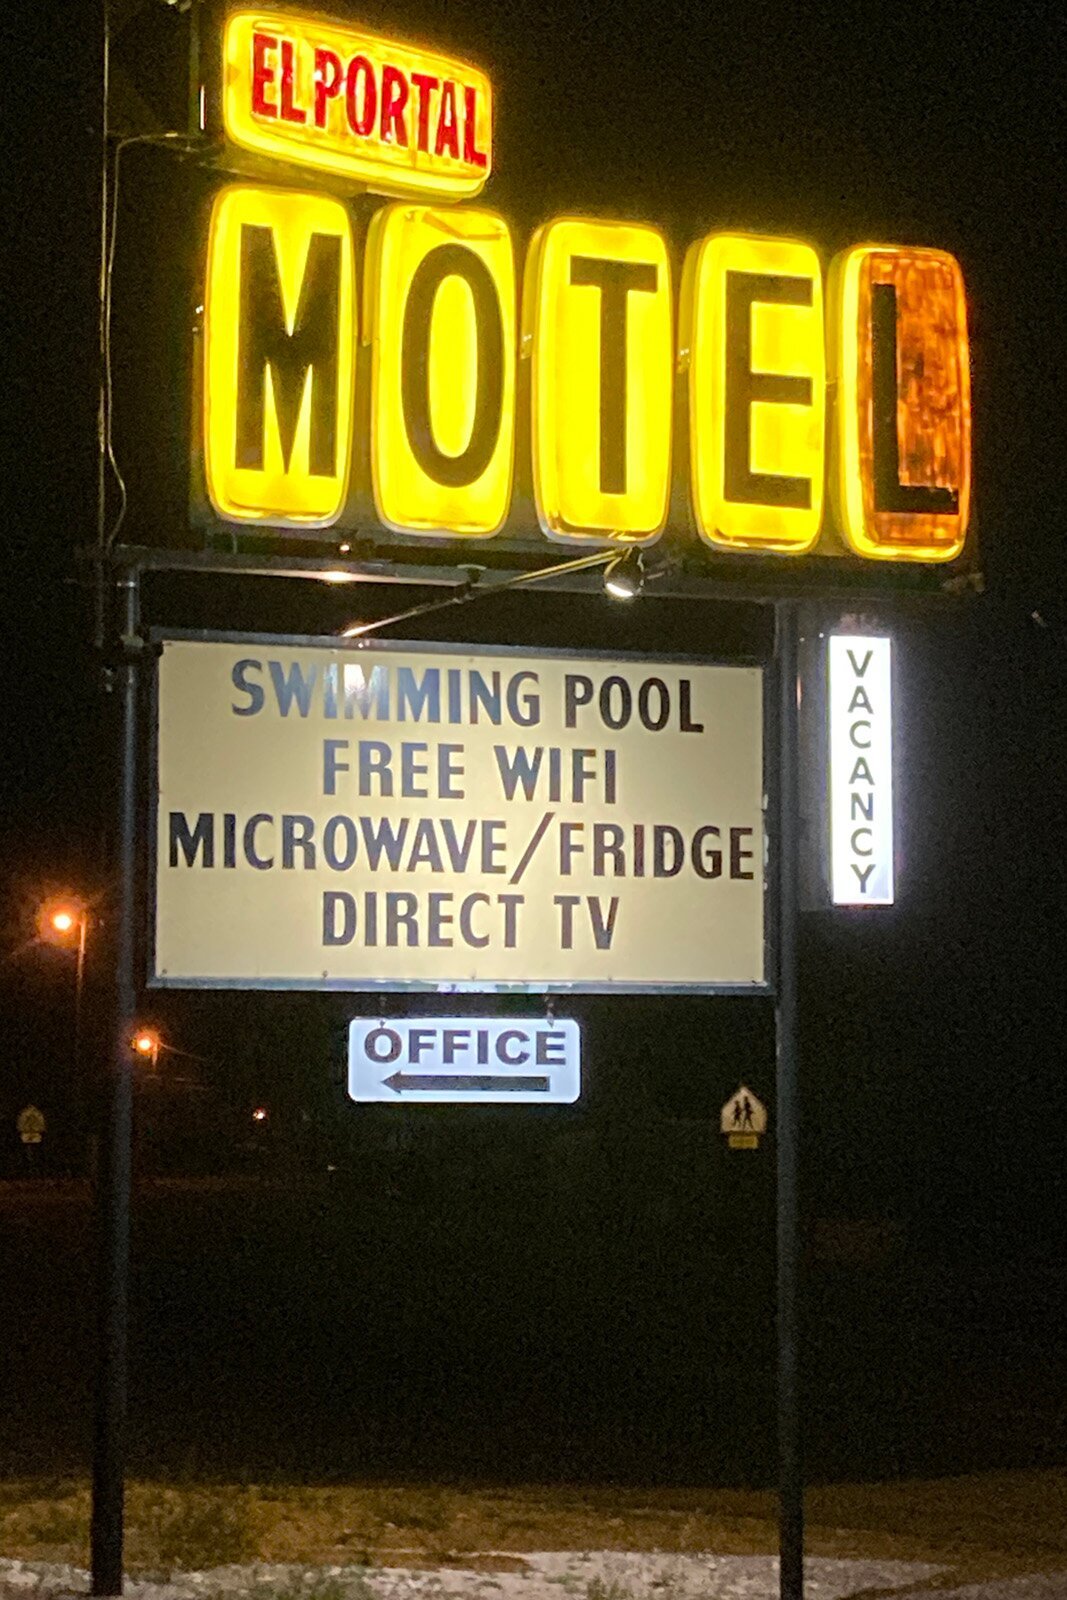 EL PORTAL
MOTEL
SWIMMING POOL
FREE WIFI
MICROWAVE/FRIDGE
DIRECT TV
VACANCY
OFFICE